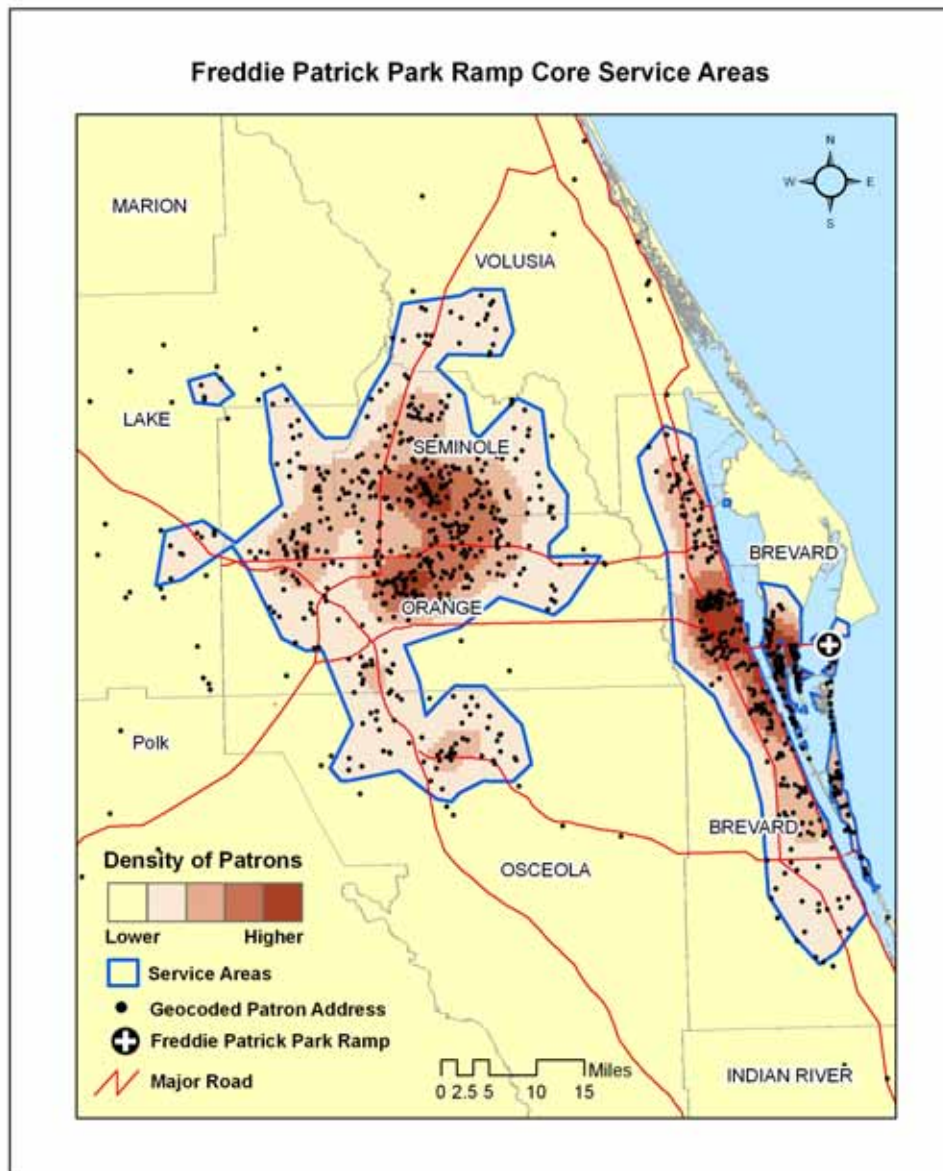 Freddie Patrick Park Ramp Core Service Areas
N
W E
S
MARION
VOLUSIA
LAKE
SEMINOLE
BREVARD
ORANGE
Polk
BREVARD
OSCEOLA
Density of Patrons
Lower Higher
Service Areas
Geocoded Patron Address
Freddie Patrick Park Ramp
Major Road
Miles
0 2.5 5 10 15
INDIAN RIVER